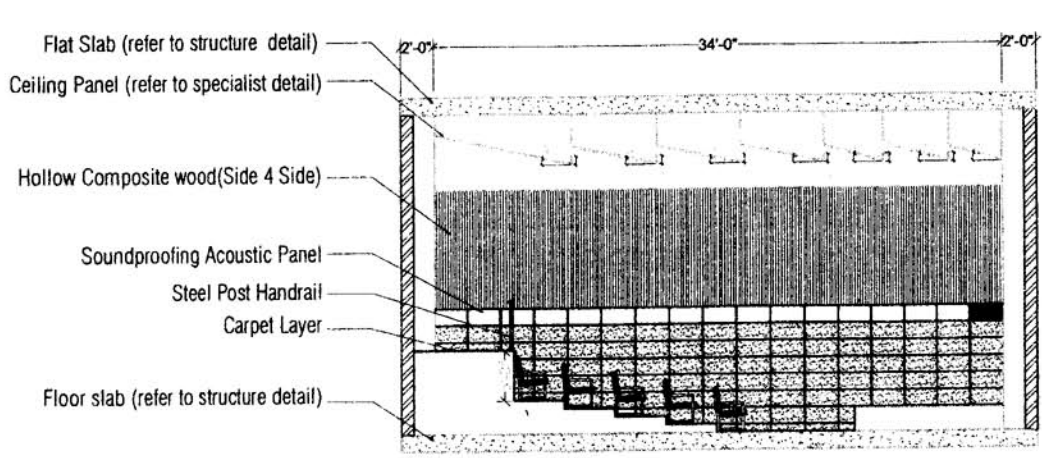 Flat Slab (refer to structure detail)
2'-0"
34'-0"
2'-0"
Ceiling Panel (refer to specialist detail)
Hollow Composite wood(Side 4 Side)
Soundproofing Acoustic Panel
Steel Post Handrail
Carpet Layer
Floor slab (refer to structure detail)